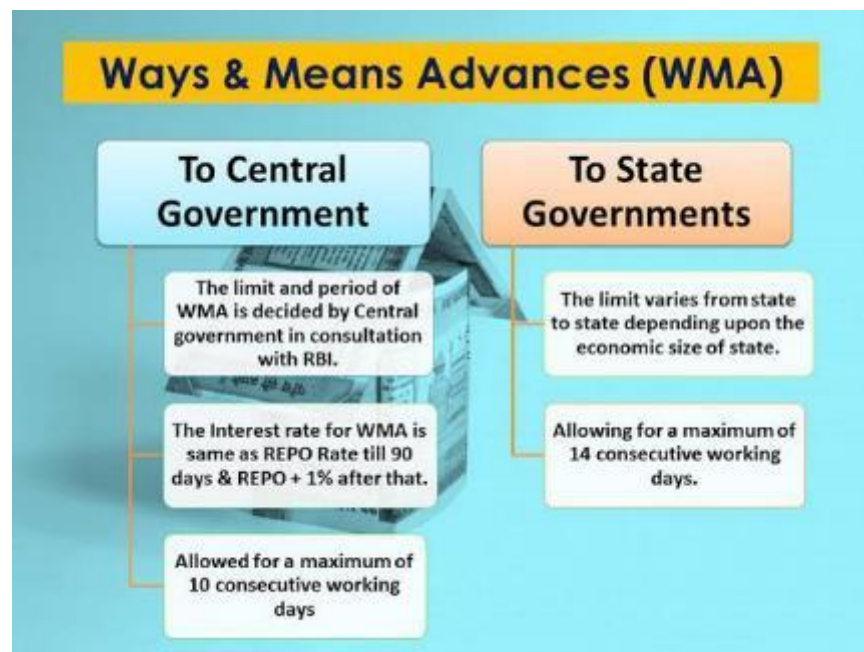 Ways & Means Advances (WMA)
To Central
Government
The limit and period of
WMA is decided by Central
government in consultation
with RBI.
The Interest rate for WMA is
same as REPO Rate till 90
days & REPO + 1% after that.
Allowed for a maximum of
10 consecutive working
days
To State
Governments
The limit varies from state
to state depending upon the
economic size of state.
Allowing for a maximum of
14 consecutive working
days.